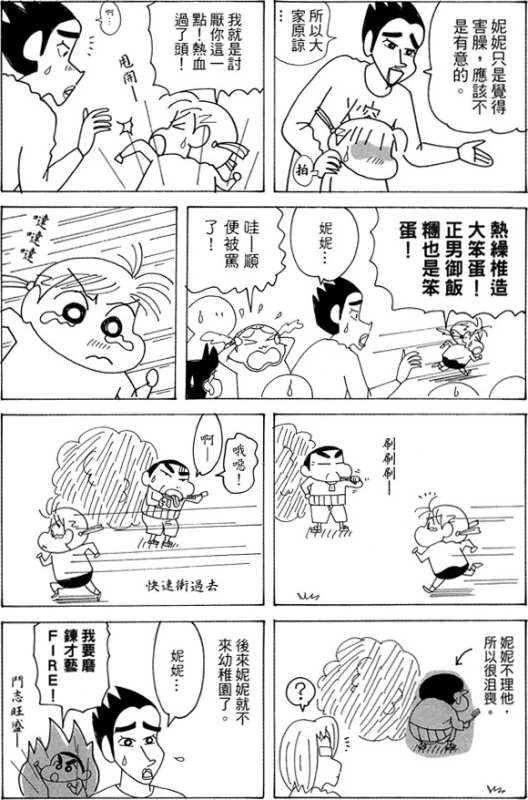 妮妮只是覺得
害臊，應該不
是有意的。
所以大
家原諒
…
拍
啊…
我就是討
厭你這一
點！熱血
過了頭！
甩開—
熱繰椎造
大笨蛋！
正男御飯
糰也是笨
蛋！
妮妮…
哇—順
便被罵
了！
噠
噠
噠
刷
刷
刷—
哦噁！
啊—
快速衝過去
妮妮不理他，
所以很沮喪。
？
後來妮妮就不
來幼稚園了。
妮妮…
我要磨
鍊才藝
FIRE！
鬥志旺盛—